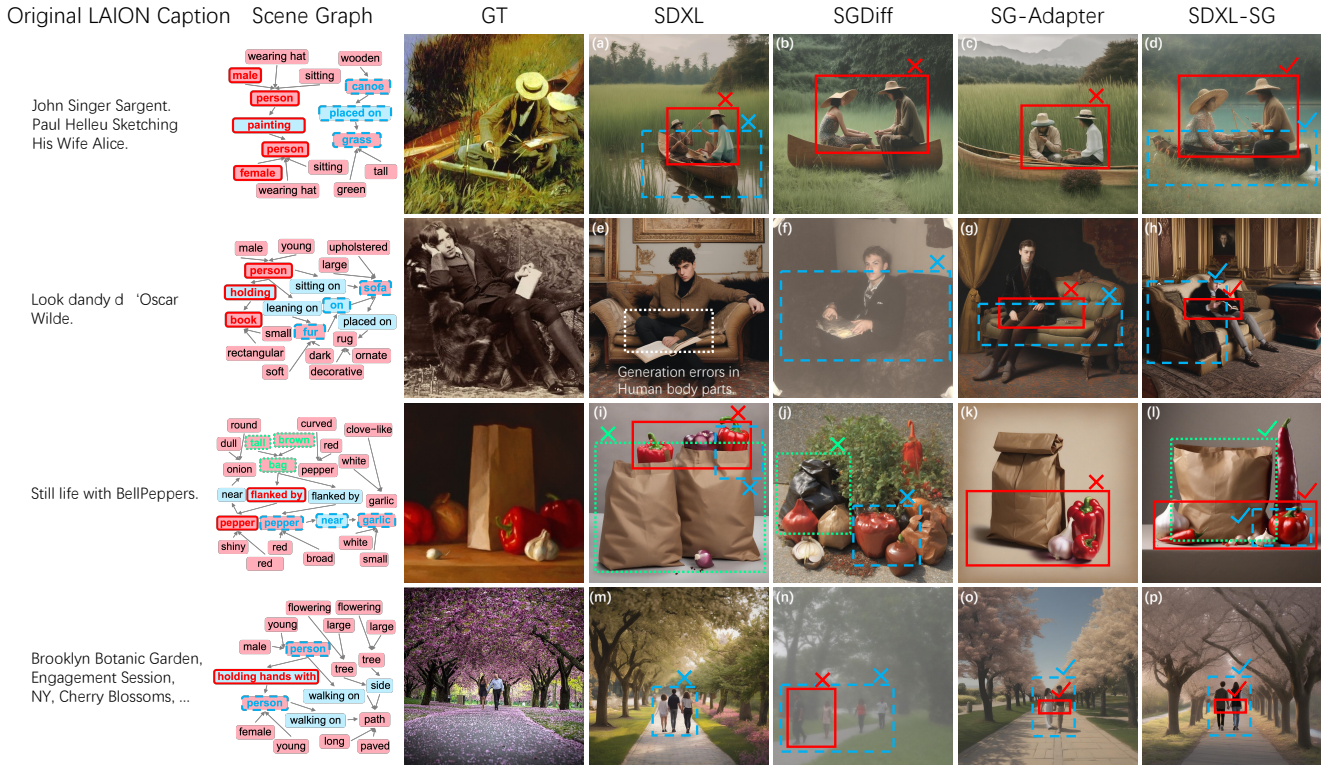 Original LAION Caption Scene Graph GT SDXL SGDiff SG-Adapter SDXL-SG
John Singer Sargent.
Paul Helleu Sketching
His Wife Alice.
wearing hat wooden
male sitting canoe
person
placed on
painting
grass
person
female sitting tall
wearing hat green
(a) (b) (c) (d)
Look dandy d ‘Oscar
Wilde.
male young upholstered
person large
sitting on sofa
holding
leaning on on
book placed on
small fur rug
rectangular dark ornate
soft decorative
(e) (f) (g) (h)
Generation errors in
Human body parts.
Still life with BellPeppers.
round curved
clove-like
dull tall brown red
onion bag pepper white
near flanked by flanked by
garlic
pepper pepper near garlic
shiny red white
red broad small
(i) (j) (k) (l)
Brooklyn Botanic Garden,
Engagement Session,
NY, Cherry Blossoms, ...
flowering flowering
young large large
male person
tree tree
holding hands with side
walking on
person
walking on path
female long
young paved
(m) (n) (o) (p)